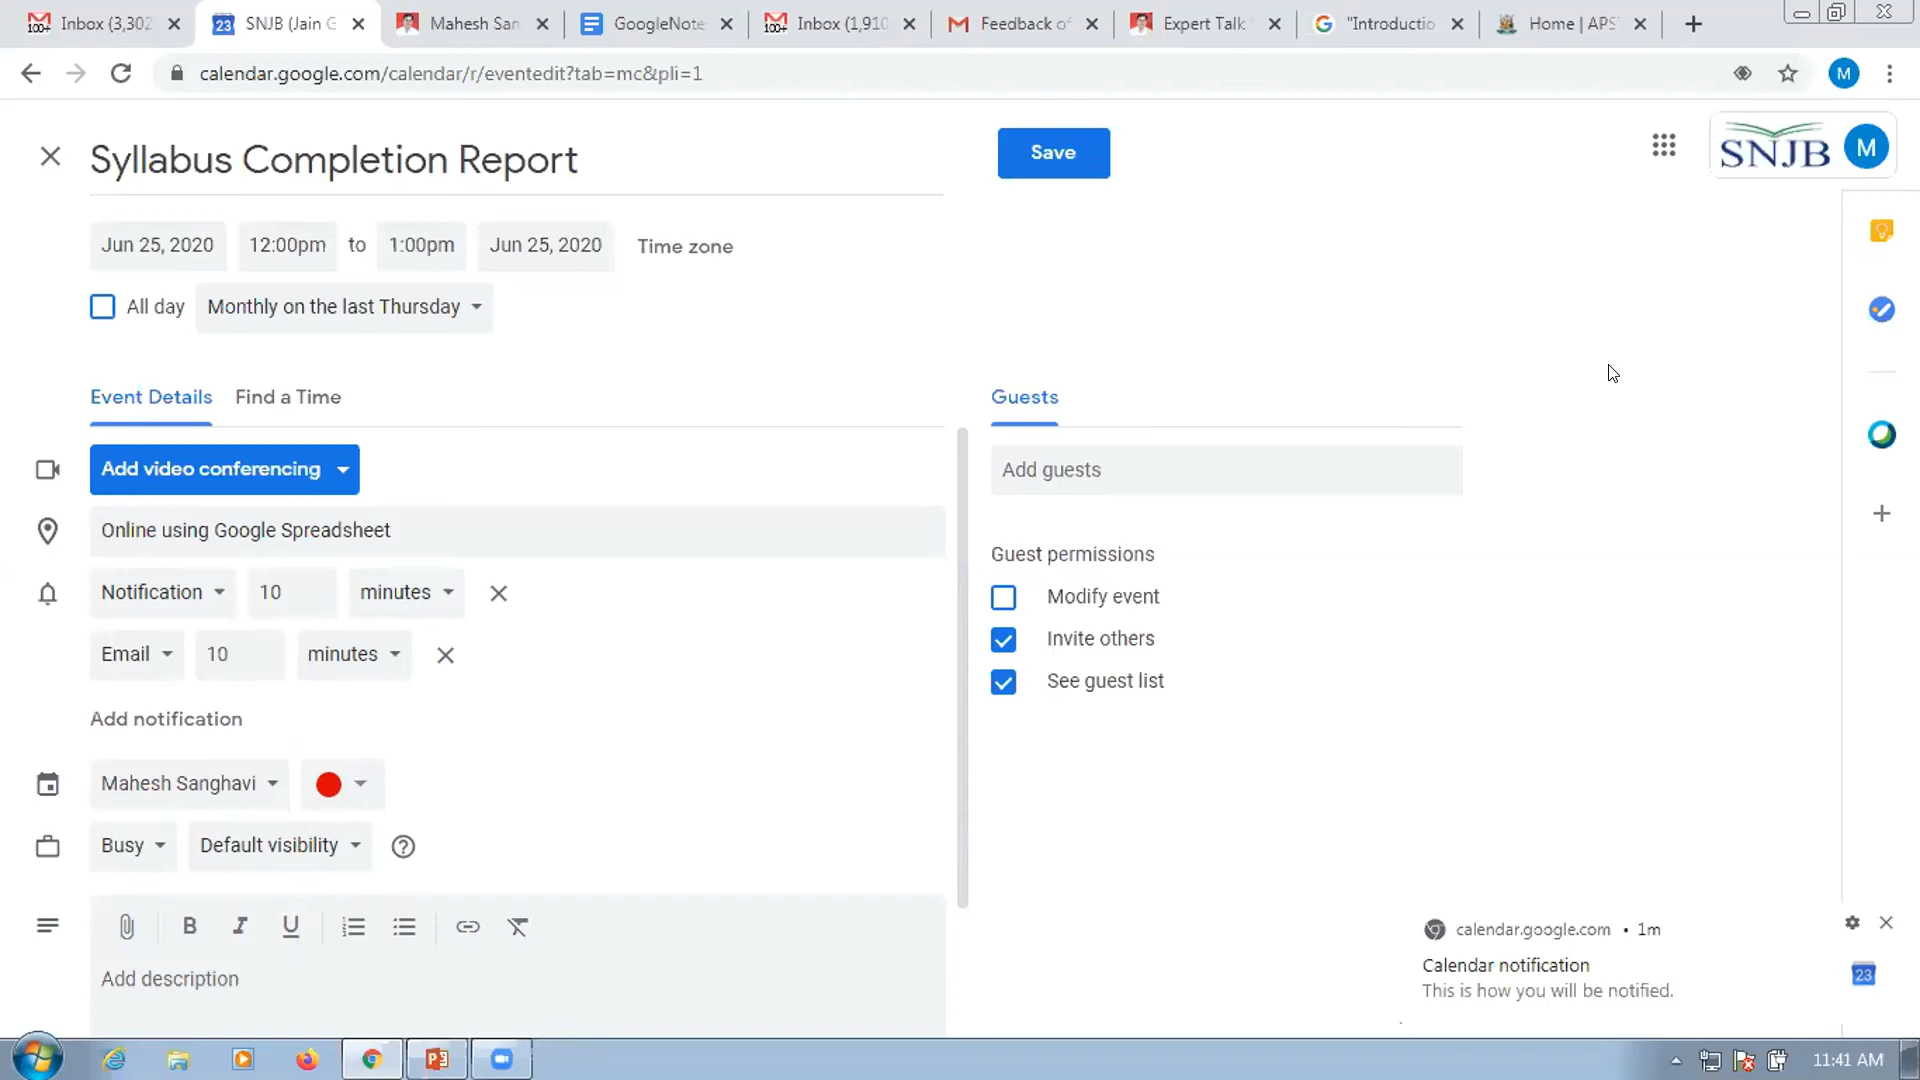 Inbox (3,302
SNJB (Jain G
Mahesh San
GoogleNote
Inbox (1,910
Feedback of
Expert Talk
"Introductio
Home | APS
calendar.google.com/calendar/r/eventedit?tab=mc&pli=1
M
Syllabus Completion Report
Save
SNJB
M
Jun 25, 2020
12:00pm
to
1:00pm
Jun 25, 2020
Time zone
All day
Monthly on the last Thursday
Event Details
Find a Time
Guests
Add video conferencing
Add guests
Online using Google Spreadsheet
Guest permissions
Notification
10
minutes
Modify event
Invite others
Email
10
minutes
See guest list
Add notification
Mahesh Sanghavi
Busy
Default visibility
B I U
calendar.google.com • 1m
Calendar notification
This is how you will be notified.
23
Add description
11:41 AM